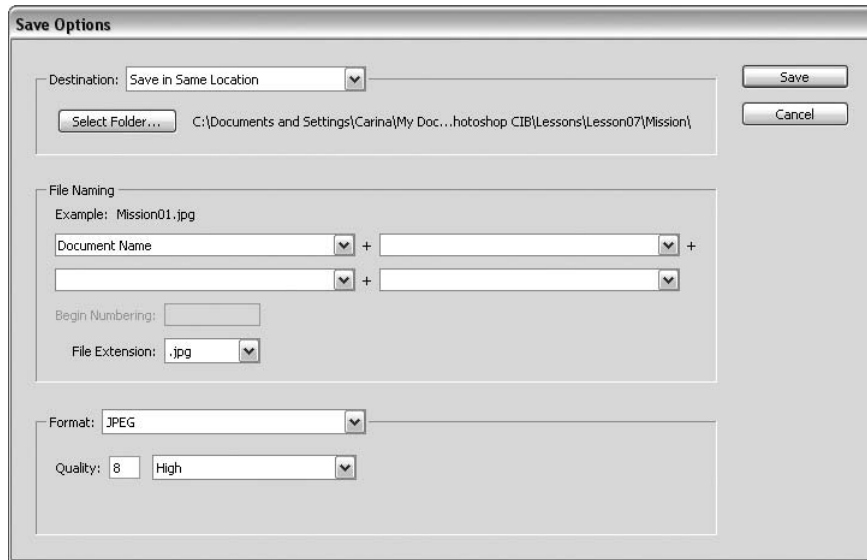 Save Options
Destination: Save in Same Location
Save
Select Folder... C:\Documents and Settings\Carina\My Doc...hotoshop CIB\Lessons\Lesson07\Mission\
Cancel
File Naming
Example: Mission01.jpg
Document Name + +
+
Begin Numbering:
File Extension: .jpg
Format: JPEG
Quality: 8 High